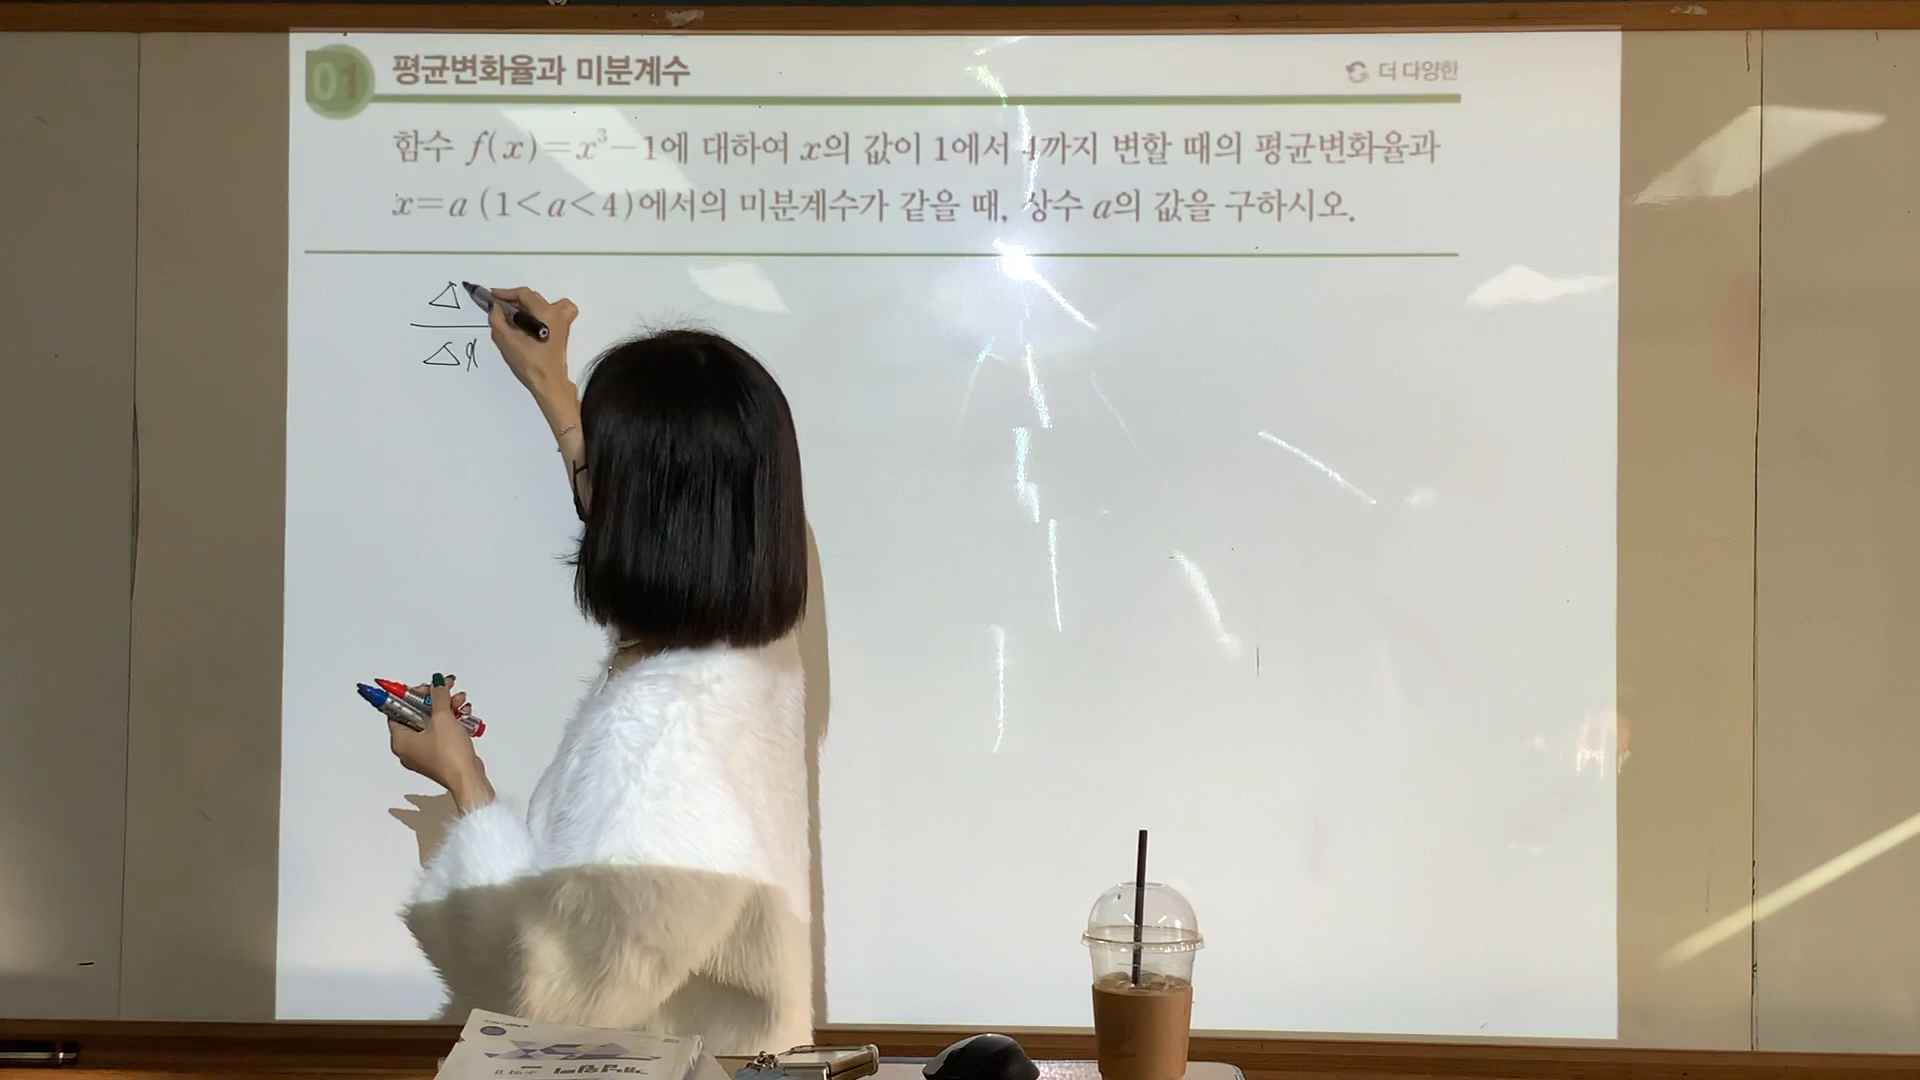 01 평균변화율과 미분계수
더 다양한
함수 f(x)=x³-1에 대하여 x의 값이 1에서 4까지 변할 때의 평균변화율과
x=a (1<a<4)에서의 미분계수가 같을 때, 상수 a의 값을 구하시오.
Δ
Δx